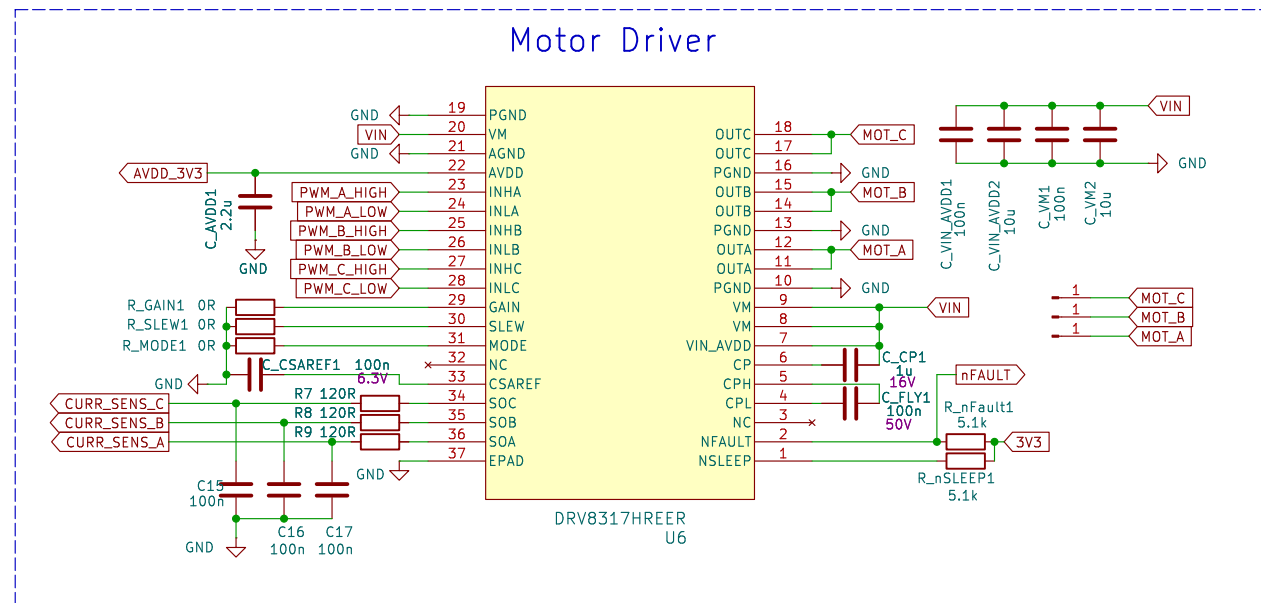 Motor Driver
GND
19
PGND
VIN
20
VM
GND
21
AGND
AVDD_3V3
22
AVDD
C_AVDD1
2.2u
GND
PWM_A_HIGH
23
INHA
PWM_A_LOW
24
INLA
PWM_B_HIGH
25
INHB
PWM_B_LOW
26
INLB
PWM_C_HIGH
27
INHC
PWM_C_LOW
28
INLC
R_GAIN1 0R
29
GAIN
R_SLEW1 0R
30
SLEW
R_MODE1 0R
31
MODE
32
NC
C_CSAREF1 100n
6.3V
GND
33
CSAREF
CURR_SENS_C
R7 120R
34
SOC
CURR_SENS_B
R8 120R
35
SOB
CURR_SENS_A
R9 120R
36
SOA
GND
37
EPAD
C15
100n
C16
100n
C17
100n
GND
OUTC
18
MOT_C
OUTC
17
PGND
16
GND
OUTB
15
MOT_B
OUTB
14
PGND
13
GND
OUTA
12
MOT_A
OUTA
11
PGND
10
GND
VM
9
VIN
VM
8
VIN_AVDD
7
CP
6
C_CP1
1u
16V
CPH
5
CPL
4
C_FLY1
100n
50V
NC
3
NFAULT
2
nFAULT
R_nFault1
5.1k
3V3
NSLEEP
1
R_nSLEEP1
5.1k
DRV8317HREER
U6
VIN
GND
C_VIN_AVDD1
100n
C_VIN_AVDD2
10u
C_VM1
100n
C_VM2
10u
1
MOT_C
1
MOT_B
1
MOT_A